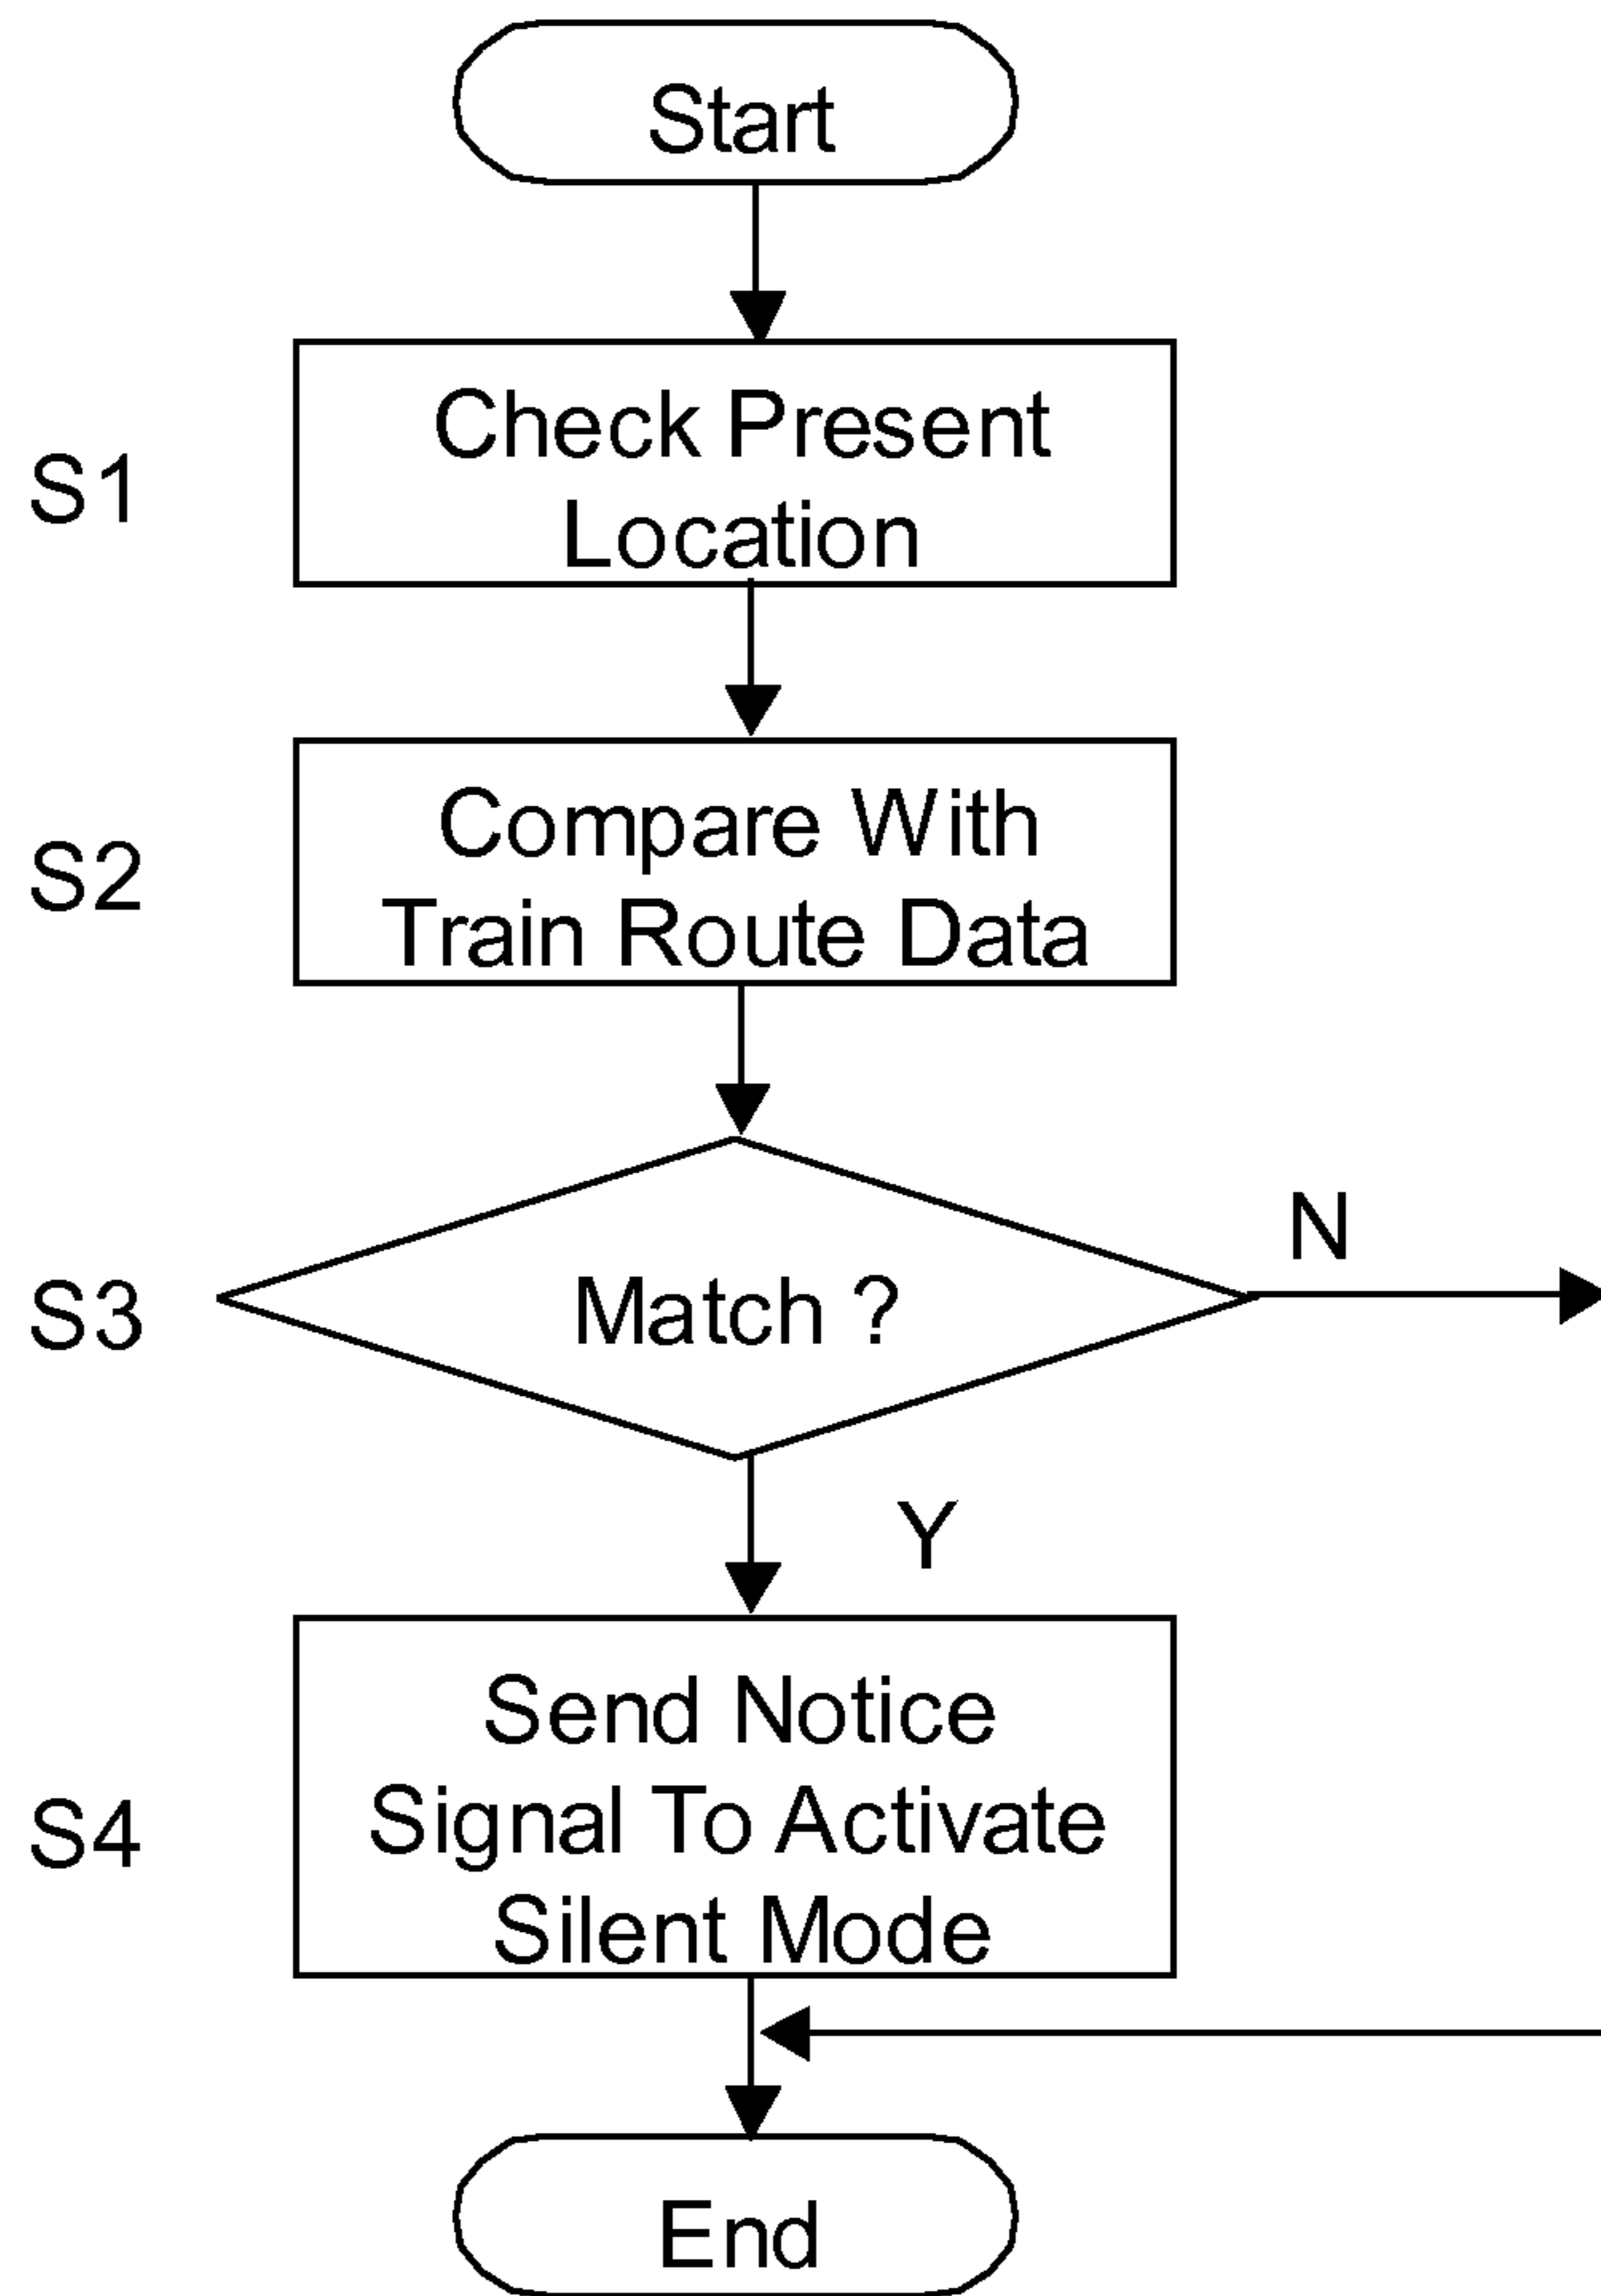 Start
S1
Check Present
Location
S2
Compare With
Train Route Data
S3
Match ?
N
Y
S4
Send Notice
Signal To Activate
Silent Mode
End